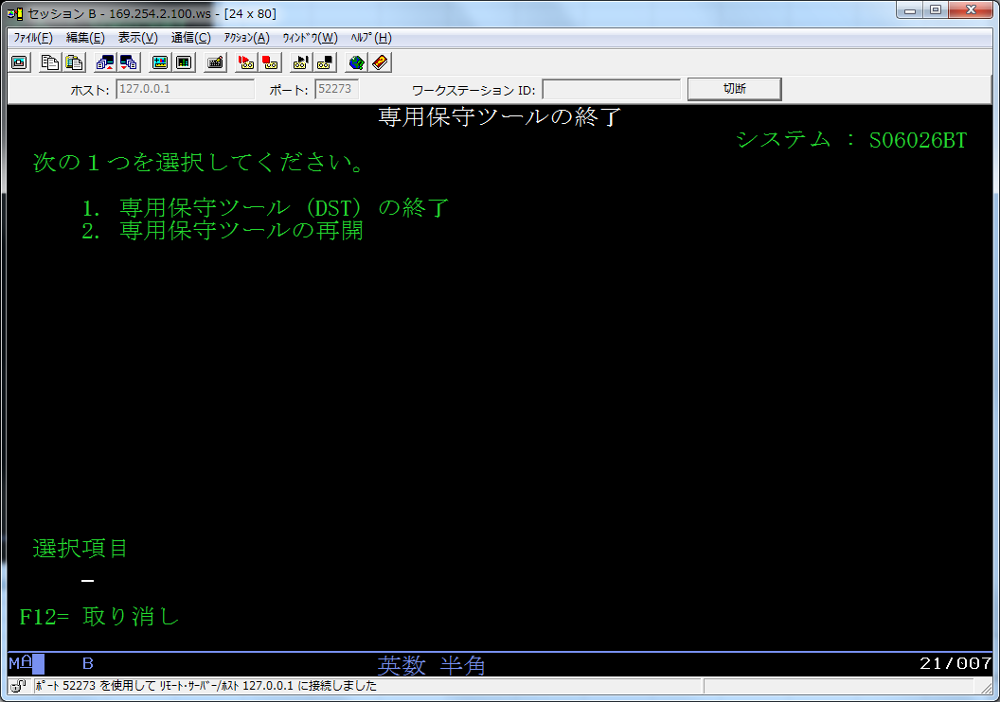 セッション B - 169.254.2.100.ws - [24 x 80]
ﾌｧｲﾙ(F) 編集(E) 表示(V) 通信(C) ｱｸｼｮﾝ(A) ｳｨﾝﾄﾞｳ(W) ﾍﾙﾌﾟ(H)
ホスト: 127.0.0.1 ポート: 52273 ワークステーション ID: 切断
専用保守ツールの終了
システム : S06026BT
次の１つを選択してください。
1. 専用保守ツール (DST) の終了
2. 専用保守ツールの再開
選択項目
_
F12= 取り消し
MA B 英数 半角 21/007
ﾎﾟｰﾄ 52273 を使用して ﾘﾓｰﾄ･ｻｰﾊﾞｰ/ﾎｽﾄ 127.0.0.1 に接続しました